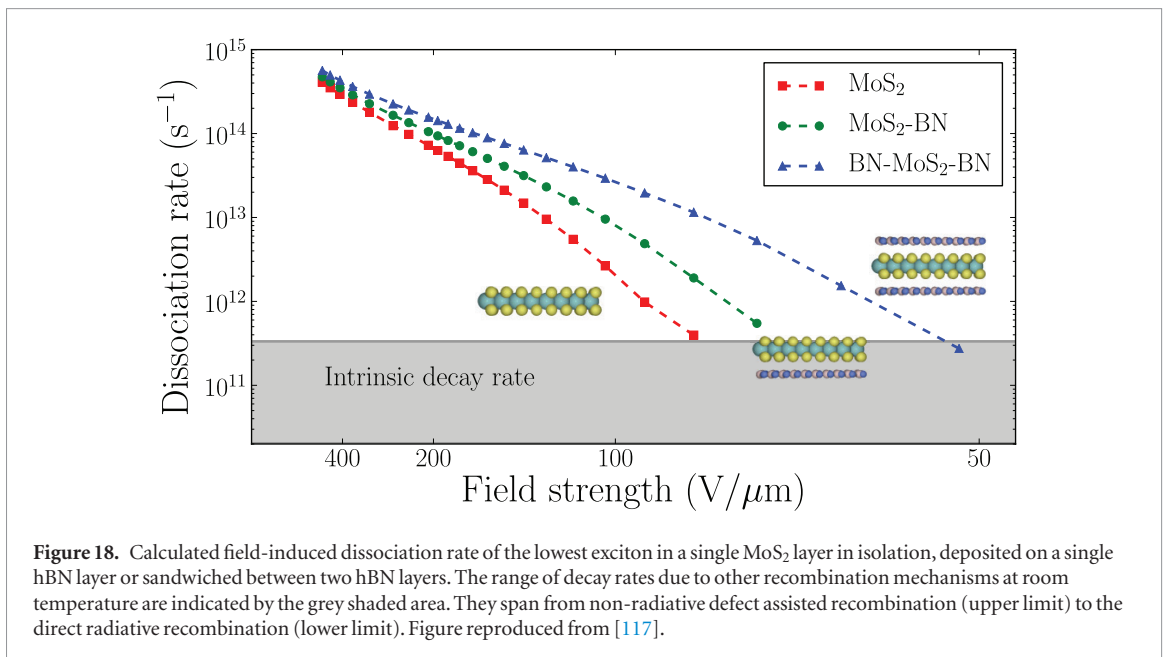 10^15
10^14
10^13
10^12
10^11
Dissociation rate (s^−1)
MoS₂
MoS₂-BN
BN-MoS₂-BN
Intrinsic decay rate
400 200 100 50
Field strength (V/μm)
Figure 18. Calculated field-induced dissociation rate of the lowest exciton in a single MoS₂ layer in isolation, deposited on a single
hBN layer or sandwiched between two hBN layers. The range of decay rates due to other recombination mechanisms at room
temperature are indicated by the grey shaded area. They span from non-radiative defect assisted recombination (upper limit) to the
direct radiative recombination (lower limit). Figure reproduced from [117].